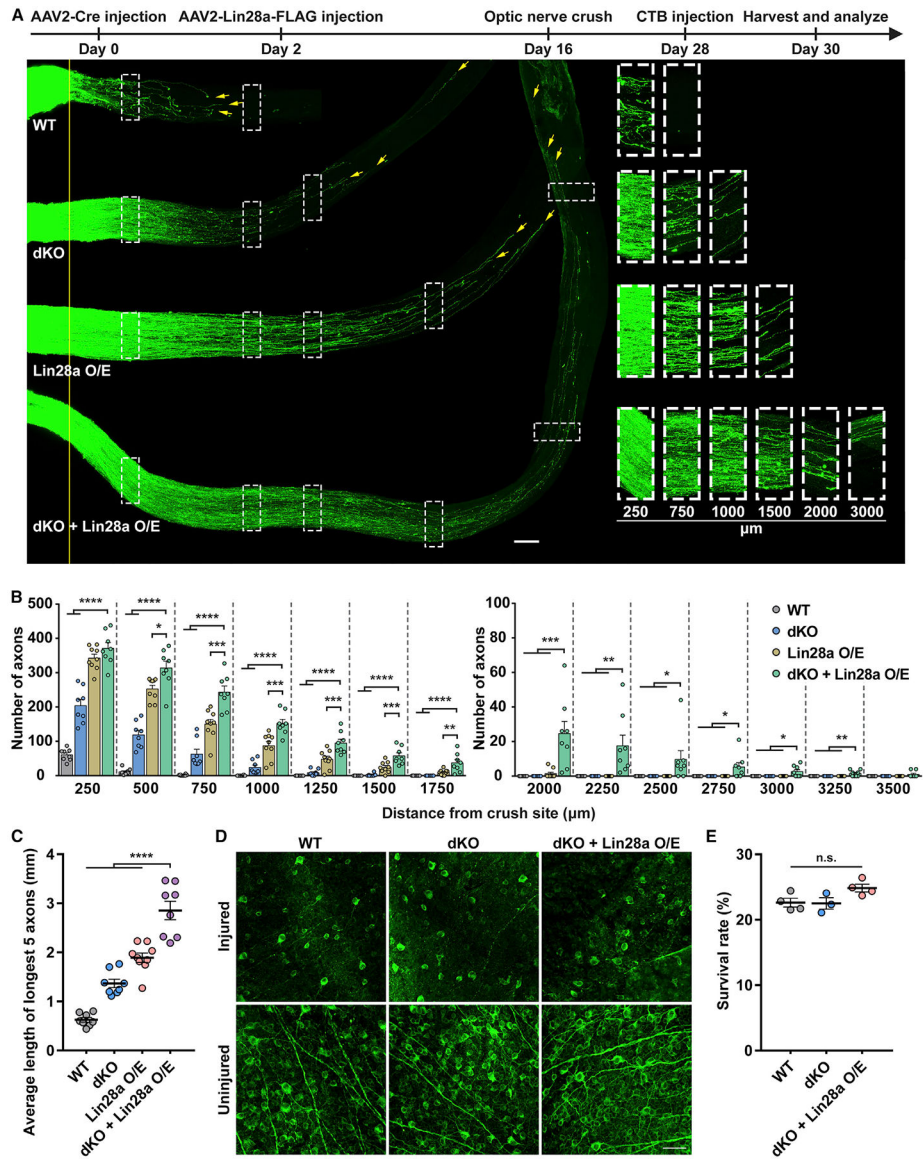 A
AAV2-Cre injection AAV2-Lin28a-FLAG injection Optic nerve crush CTB injection Harvest and analyze
Day 0 Day 2 Day 16 Day 28 Day 30
WT
dKO
Lin28a O/E
dKO + Lin28a O/E
250 750 1000 1500 2000 3000
µm
B
Number of axons
500
400
300
200
100
0
**** **** * **** *** **** *** **** *** **** *** **** **
250 500 750 1000 1250 1500 1750
Number of axons
100
80
60
40
20
0
*** ** * * * **
2000 2250 2500 2750 3000 3250 3500
WT
dKO
Lin28a O/E
dKO + Lin28a O/E
Distance from crush site (µm)
C
Average length of longest 5 axons (mm)
4
3
2
1
0
****
WT dKO Lin28a O/E dKO + Lin28a O/E
D
WT dKO dKO + Lin28a O/E
Injured
Uninjured
E
Survival rate (%)
30
20
10
0
n.s.
WT dKO dKO + Lin28a O/E